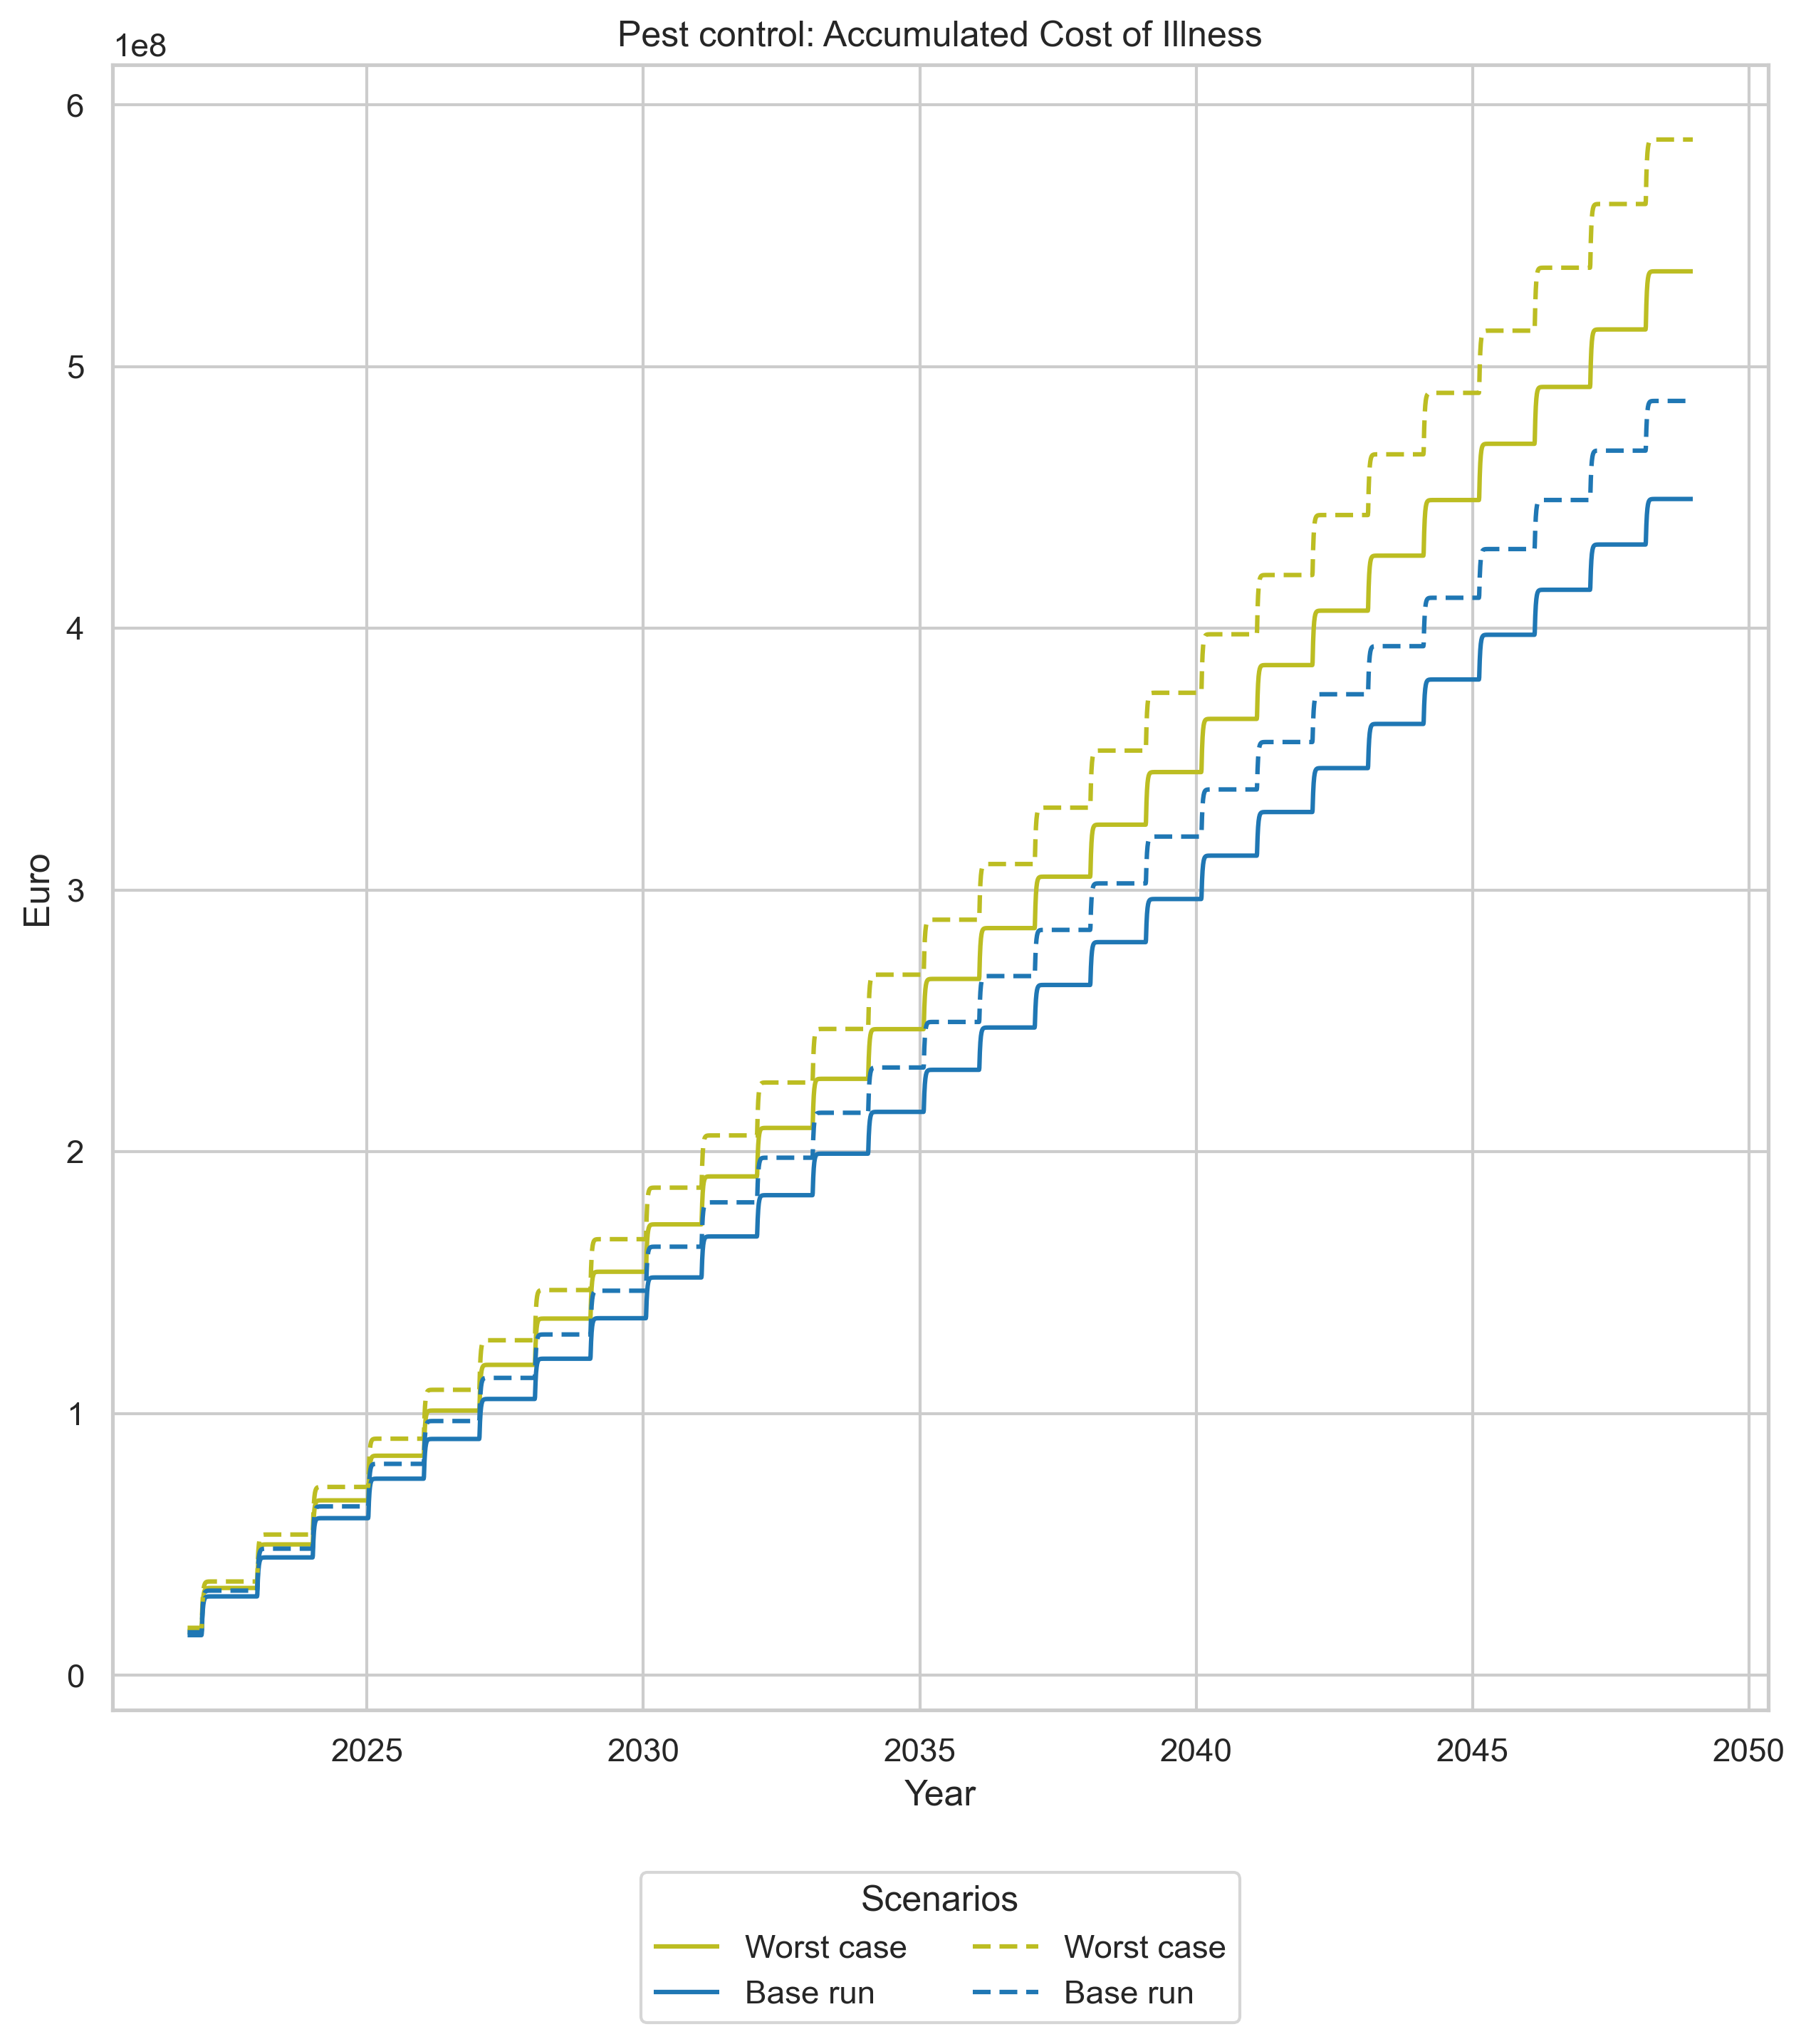 Pest control: Accumulated Cost of Illness
1e8
6
5
4
3
2
1
0
Euro
2025 2030 2035 2040 2045 2050
Year
Scenarios
Worst case Worst case
Base run Base run